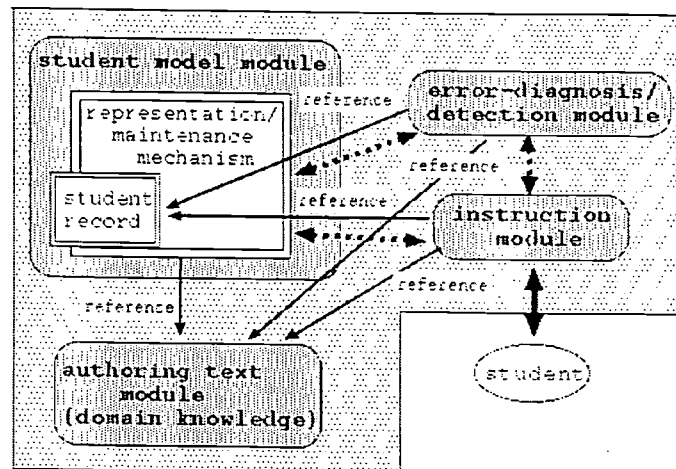 student model module
representation/
maintenance
mechanism
student
record
reference
error-diagnosis/
detection module
reference
reference
instruction
module
reference
reference
authoring text
module
(domain knowledge)
student